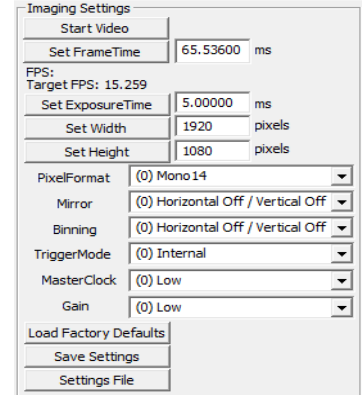 Imaging Settings
Start Video
Set FrameTime 65.53600 ms
FPS:
Target FPS: 15.259
Set ExposureTime 5.00000 ms
Set Width 1920 pixels
Set Height 1080 pixels
PixelFormat (0) Mono14
Mirror (0) Horizontal Off / Vertical Off
Binning (0) Horizontal Off / Vertical Off
TriggerMode (0) Internal
MasterClock (0) Low
Gain (0) Low
Load Factory Defaults
Save Settings
Settings File